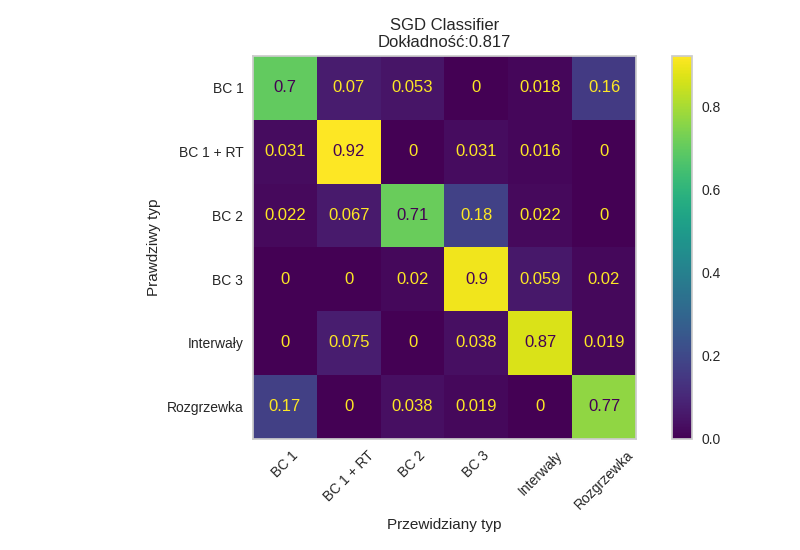 SGD Classifier
Dokładność:0.817
BC 1 0.7 0.07 0.053 0 0.018 0.16
BC 1 + RT 0.031 0.92 0 0.031 0.016 0
BC 2 0.022 0.067 0.71 0.18 0.022 0
BC 3 0 0 0.02 0.9 0.059 0.02
Interwały 0 0.075 0 0.038 0.87 0.019
Rozgrzewka 0.17 0 0.038 0.019 0 0.77
Prawdziwy typ
BC 1 BC 1 + RT BC 2 BC 3 Interwały Rozgrzewka
Przewidziany typ
0.8
0.6
0.4
0.2
0.0